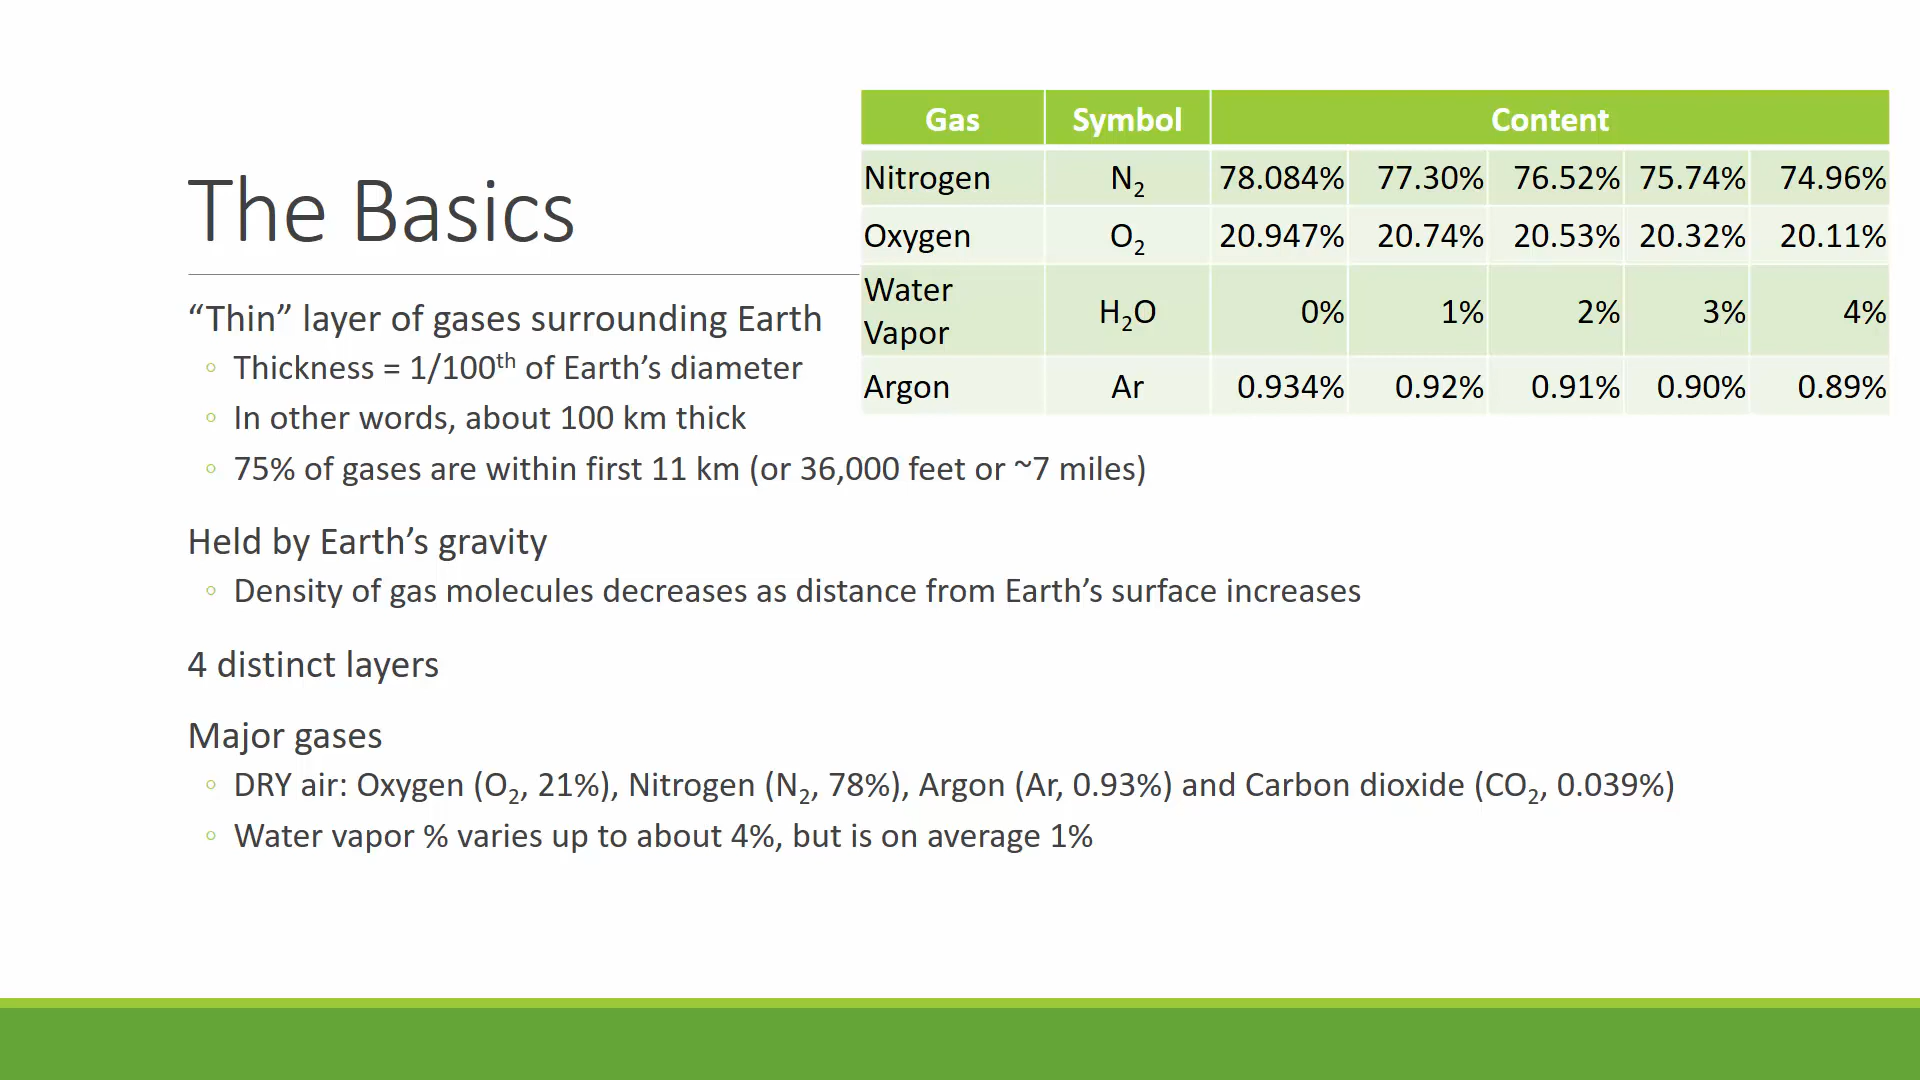 The Basics
Gas Symbol Content
Nitrogen N₂ 78.084% 77.30% 76.52% 75.74% 74.96%
Oxygen O₂ 20.947% 20.74% 20.53% 20.32% 20.11%
Water
Vapor H₂O 0% 1% 2% 3% 4%
Argon Ar 0.934% 0.92% 0.91% 0.90% 0.89%
“Thin” layer of gases surrounding Earth
◦ Thickness = 1/100ᵗʰ of Earth’s diameter
◦ In other words, about 100 km thick
◦ 75% of gases are within first 11 km (or 36,000 feet or ~7 miles)
Held by Earth’s gravity
◦ Density of gas molecules decreases as distance from Earth’s surface increases
4 distinct layers
Major gases
◦ DRY air: Oxygen (O₂, 21%), Nitrogen (N₂, 78%), Argon (Ar, 0.93%) and Carbon dioxide (CO₂, 0.039%)
◦ Water vapor % varies up to about 4%, but is on average 1%